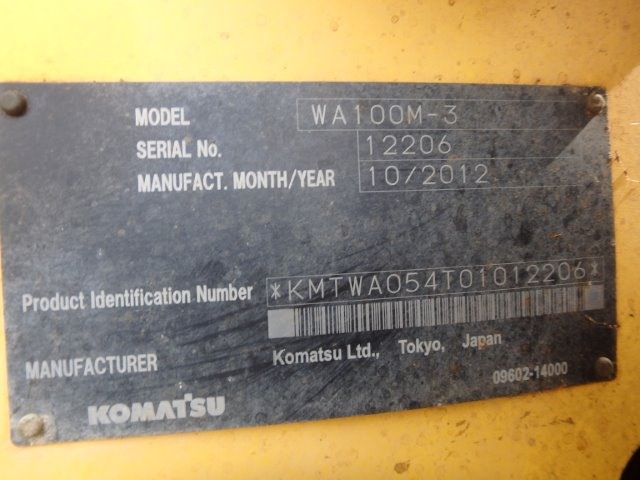 MODEL WA100M-3
SERIAL No. 12206
MANUFACT. MONTH/YEAR 10/2012
Product Identification Number *KMTWA054T01012206*
MANUFACTURER Komatsu Ltd., Tokyo, Japan
09602-14000
KOMATSU